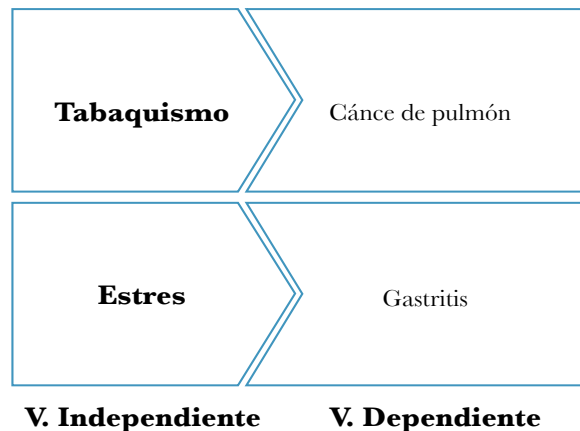 Tabaquismo
Cánce de pulmón
Estres
Gastritis
V. Independiente
V. Dependiente